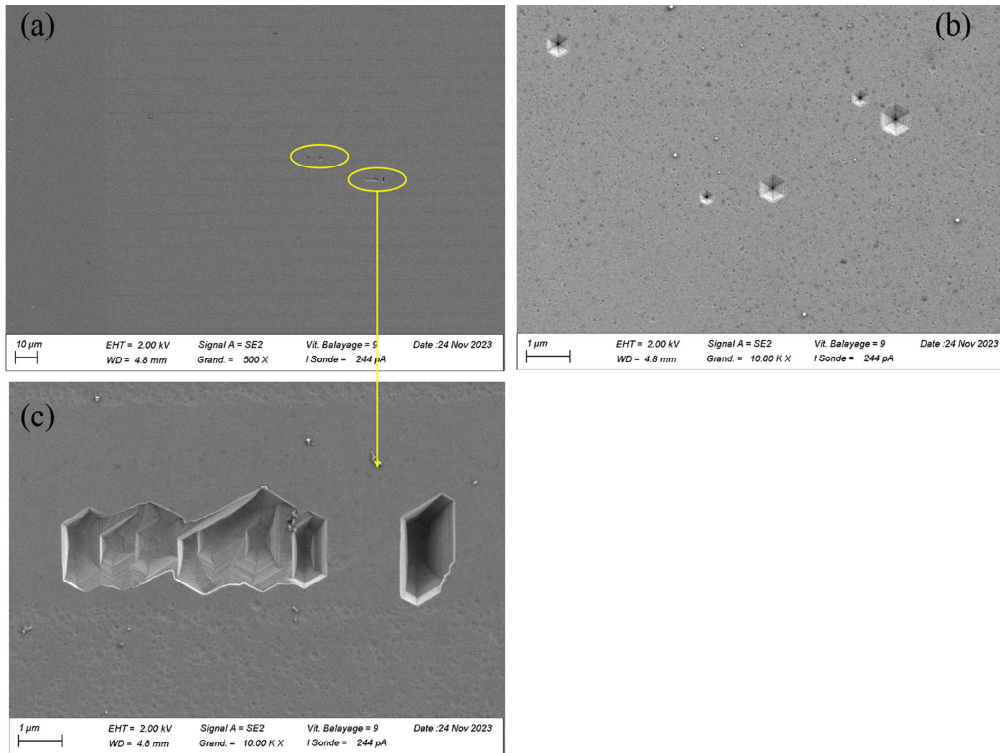 (a)
10 µm
EHT = 2.00 kV
Signal A = SE2
Vit. Balayage = 9
Date :24 Nov 2023
WD = 4.8 mm
Grand. = 500 X
I Sonde = 244 pA
(b)
1 µm
EHT = 2.00 kV
Signal A = SE2
Vit. Balayage = 9
Date :24 Nov 2023
WD = 4.8 mm
Grand. = 10.00 K X
I Sonde = 244 pA
(c)
1 µm
EHT = 2.00 kV
Signal A = SE2
Vit. Balayage = 9
Date :24 Nov 2023
WD = 4.8 mm
Grand. = 10.00 K X
I Sonde = 244 pA